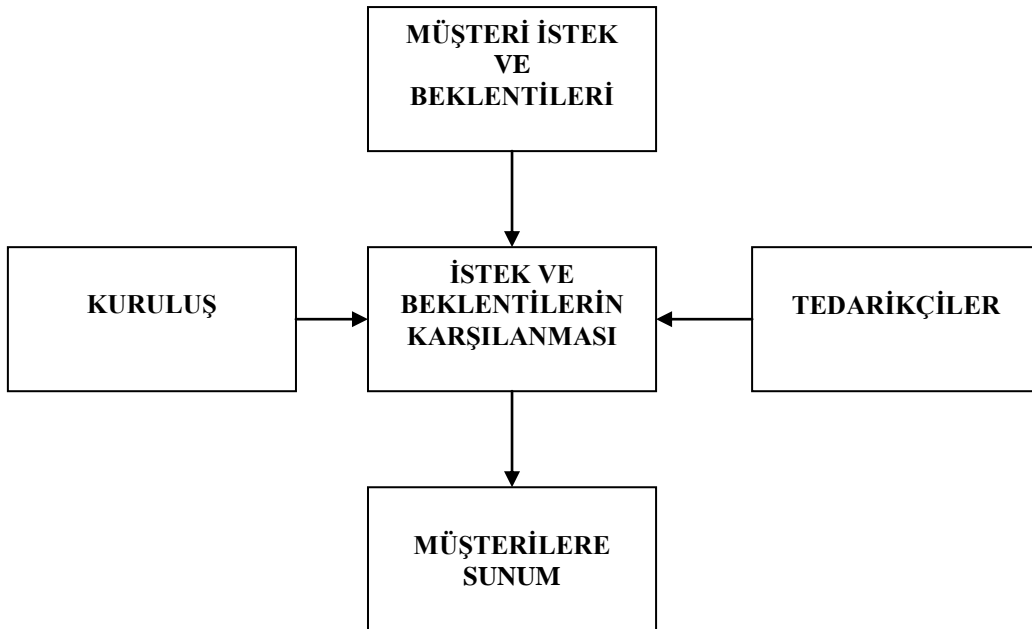 MÜŞTERİ İSTEK
VE
BEKLENTİLERİ
KURULUŞ
İSTEK VE
BEKLENTİLERİN
KARŞILANMASI
TEDARİKÇİLER
MÜŞTERİLERE
SUNUM